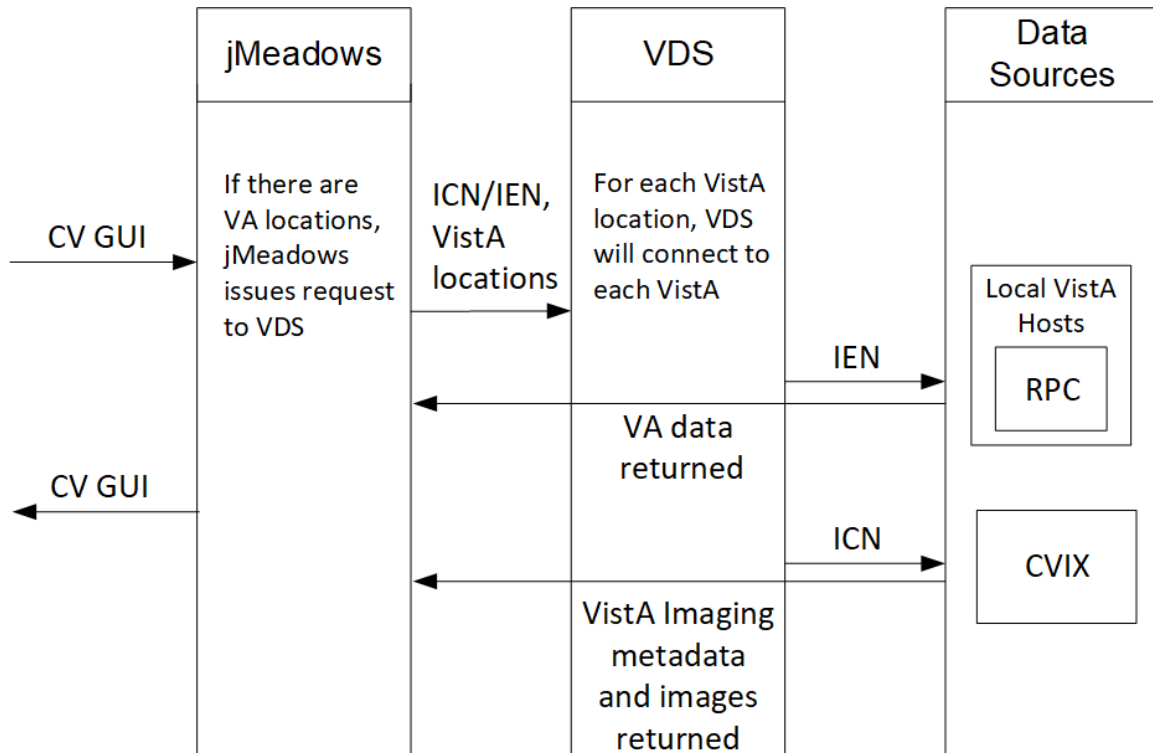 jMeadows
VDS
Data
Sources
CV GUI
If there are
VA locations,
jMeadows
issues request
to VDS
ICN/IEN,
VistA
locations
For each VistA
location, VDS
will connect to
each VistA
Local VistA
Hosts
RPC
IEN
VA data
returned
CV GUI
ICN
CVIX
VistA Imaging
metadata
and images
returned